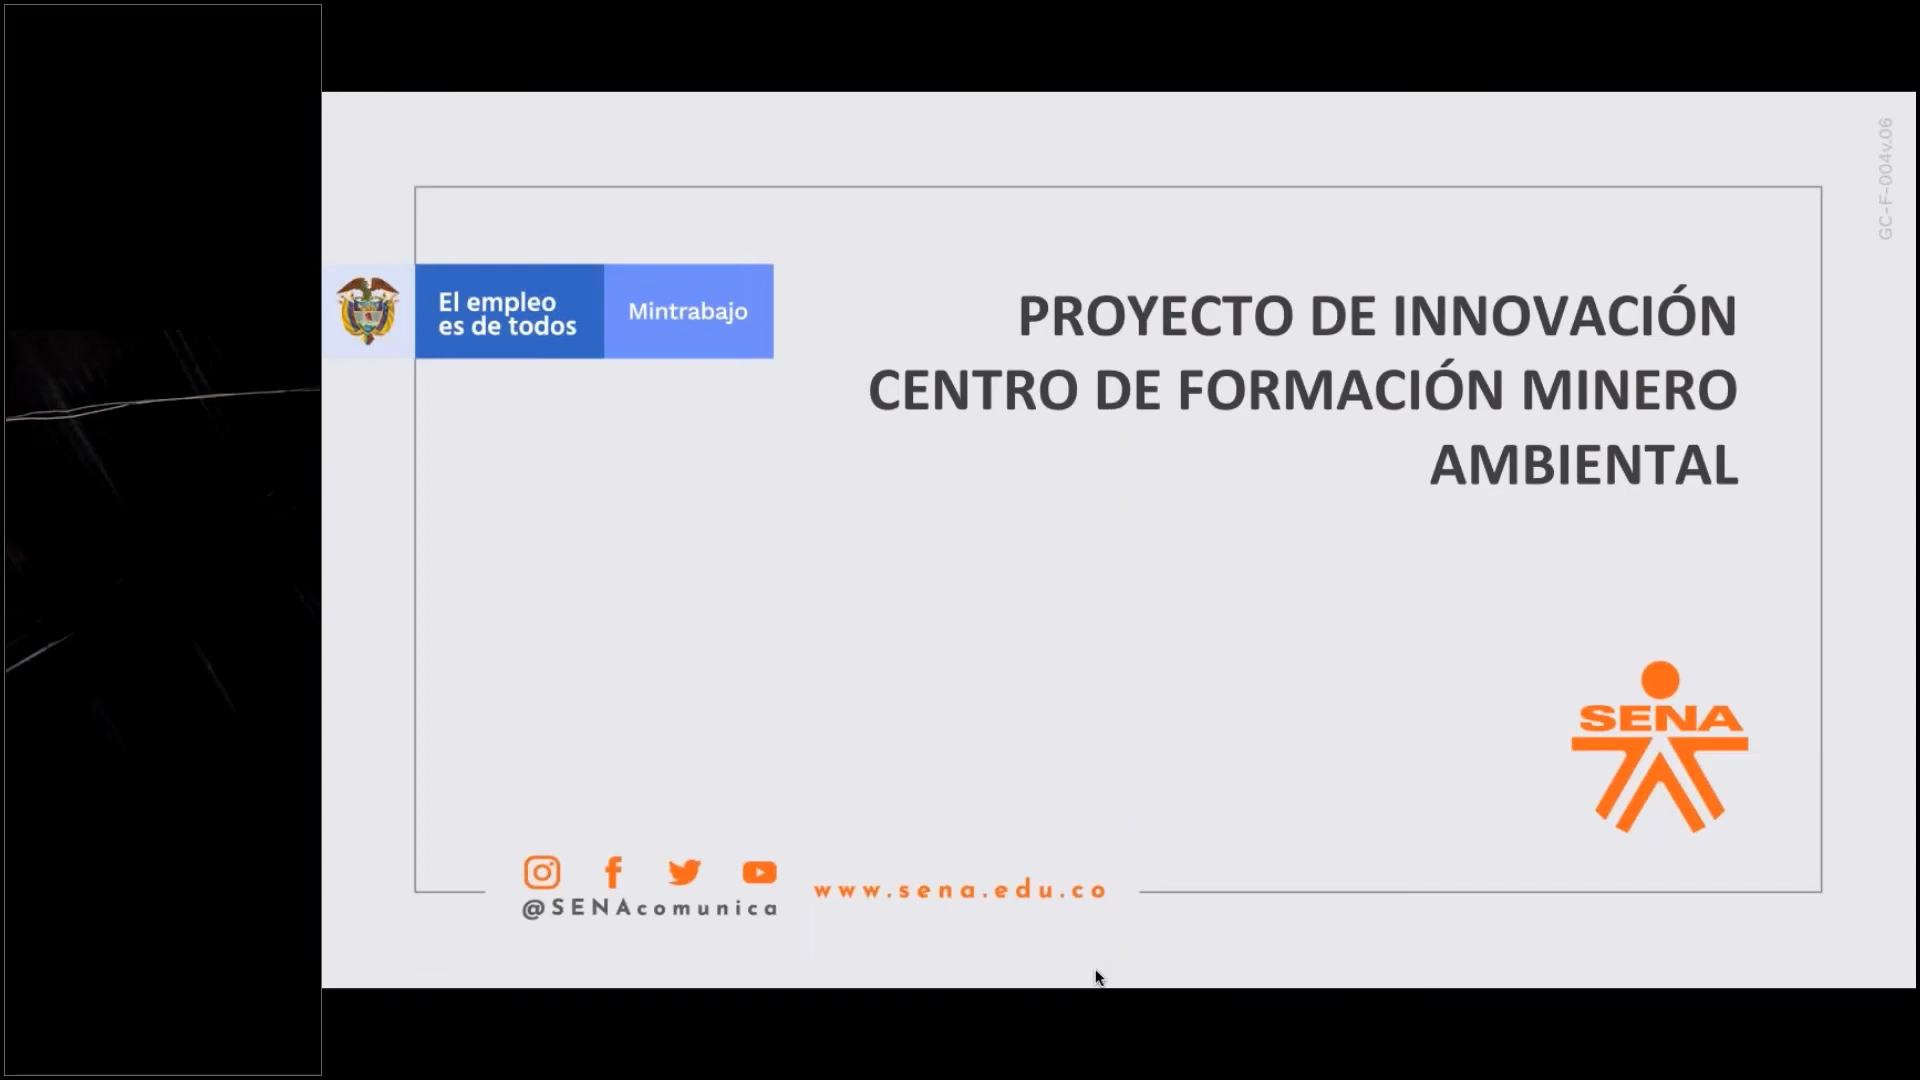 GC-F-004v.06
El empleo
es de todos
Mintrabajo
PROYECTO DE INNOVACIÓN
CENTRO DE FORMACIÓN MINERO
AMBIENTAL
SENA
@SENAcomunica
www.sena.edu.co